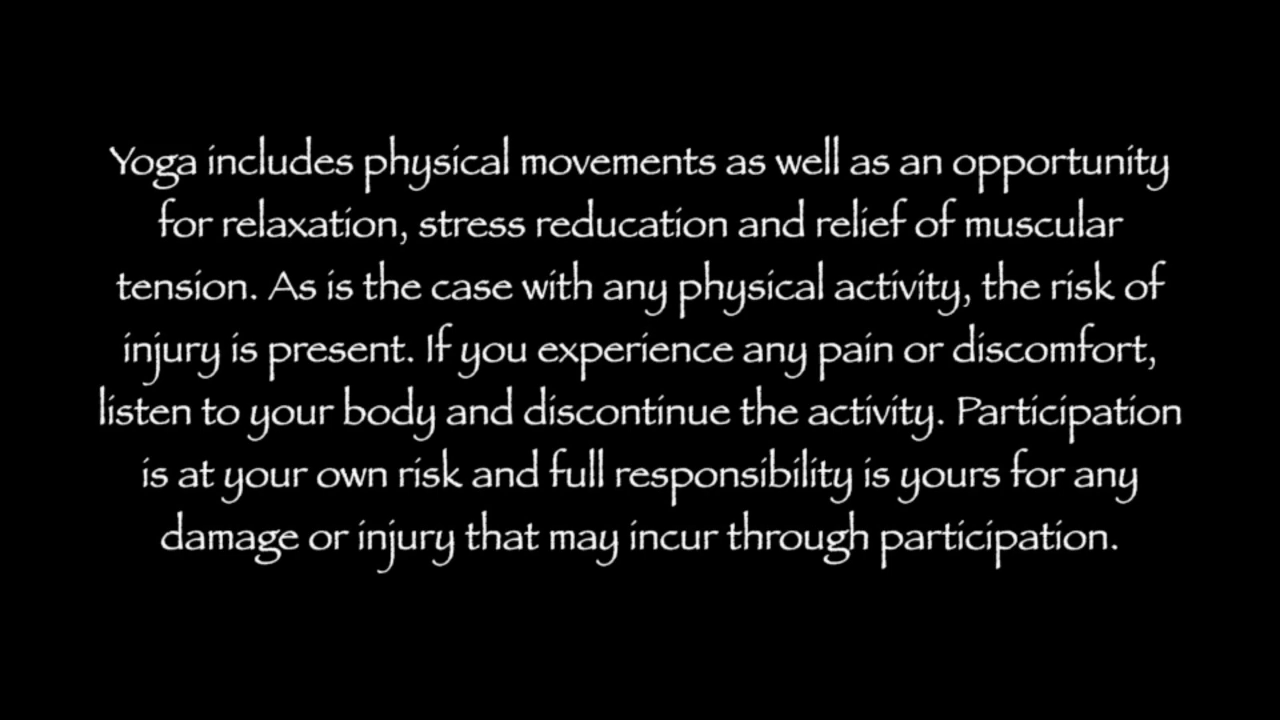 Yoga includes physical movements as well as an opportunity
for relaxation, stress reducation and relief of muscular
tension. As is the case with any physical activity, the risk of
injury is present. If you experience any pain or discomfort,
listen to your body and discontinue the activity. Participation
is at your own risk and full responsibility is yours for any
damage or injury that may incur through participation.